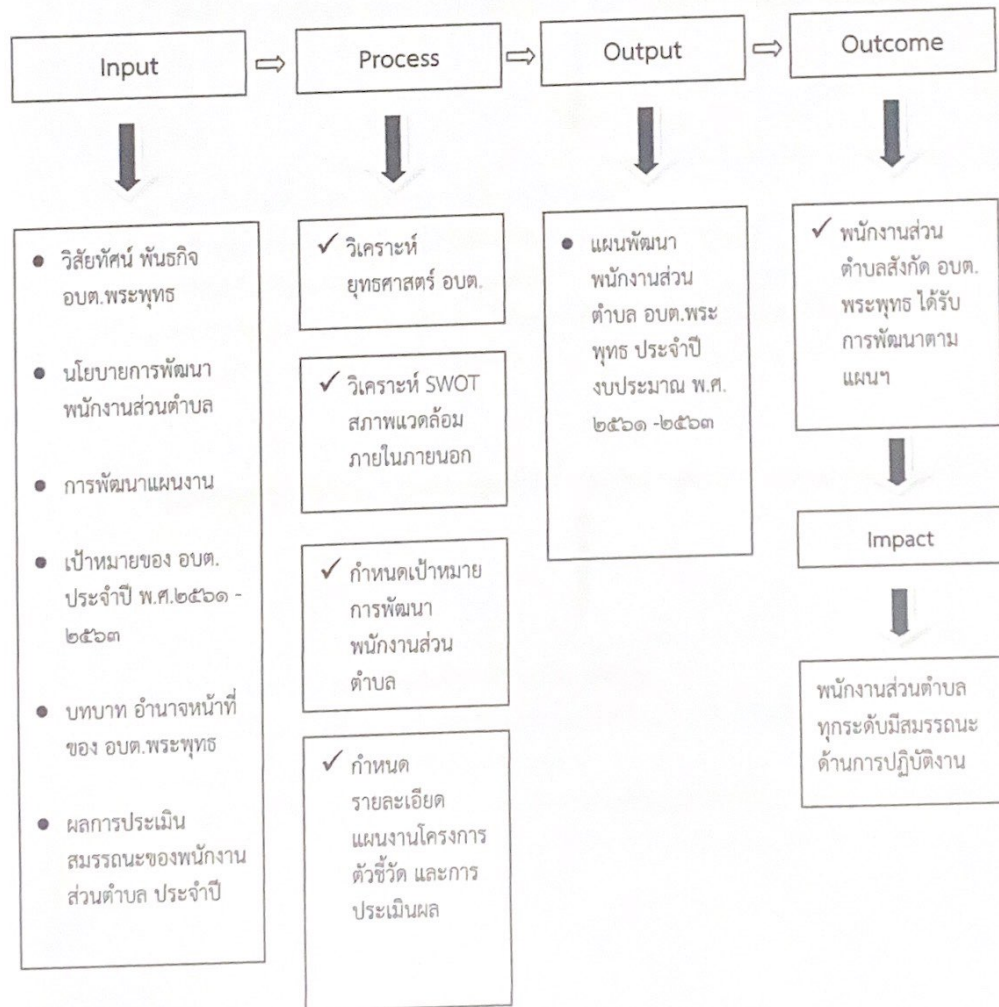 Input
Process
Output
Outcome
วิสัยทัศน์ พันธกิจ
อบต.พระพุทธ
นโยบายการพัฒนา
พนักงานส่วนตำบล
การพัฒนาแผนงาน
เป้าหมายของ อบต.
ประจำปี พ.ศ.๒๕๖๑ -
๒๕๖๓
บทบาท อำนาจหน้าที่
ของ อบต.พระพุทธ
ผลการประเมิน
สมรรถนะของพนักงาน
ส่วนตำบล ประจำปี
วิเคราะห์
ยุทธศาสตร์ อบต.
วิเคราะห์ SWOT
สภาพแวดล้อม
ภายในภายนอก
กำหนดเป้าหมาย
การพัฒนา
พนักงานส่วน
ตำบล
กำหนด
รายละเอียด
แผนงานโครงการ
ตัวชี้วัด และการ
ประเมินผล
แผนพัฒนา
พนักงานส่วน
ตำบล อบต.พระ
พุทธ ประจำปี
งบประมาณ พ.ศ.
๒๕๖๑ -๒๕๖๓
พนักงานส่วน
ตำบลสังกัด อบต.
พระพุทธ ได้รับ
การพัฒนาตาม
แผนฯ
Impact
พนักงานส่วนตำบล
ทุกระดับมีสมรรถนะ
ด้านการปฏิบัติงาน